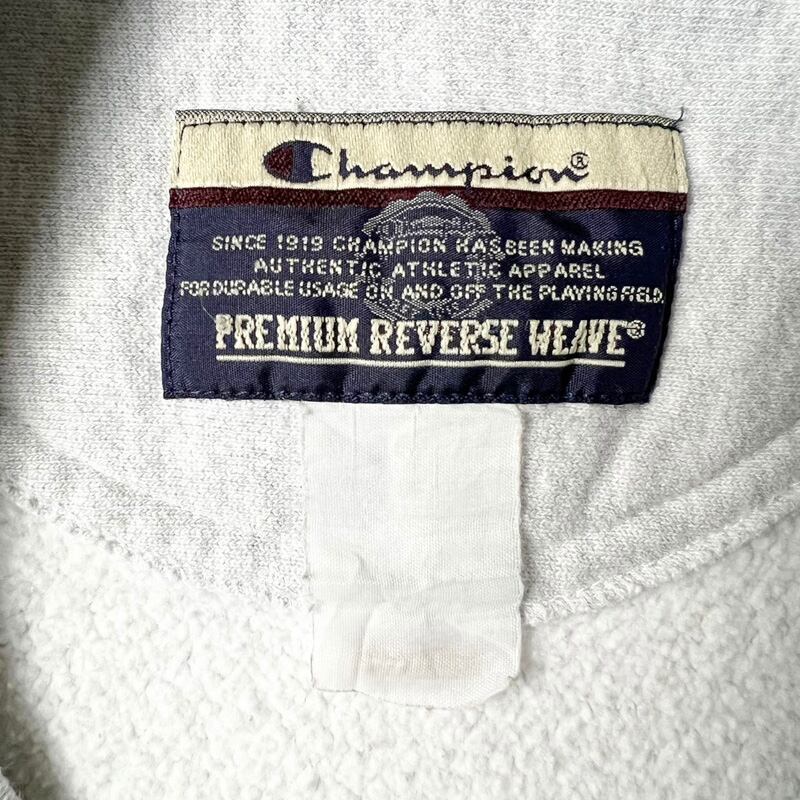 Champion®
SINCE 1919 CHAMPION HAS BEEN MAKING
AUTHENTIC ATHLETIC APPAREL
FOR DURABLE USAGE ON AND OFF THE PLAYING FIELD.
PREMIUM REVERSE WEAVE®